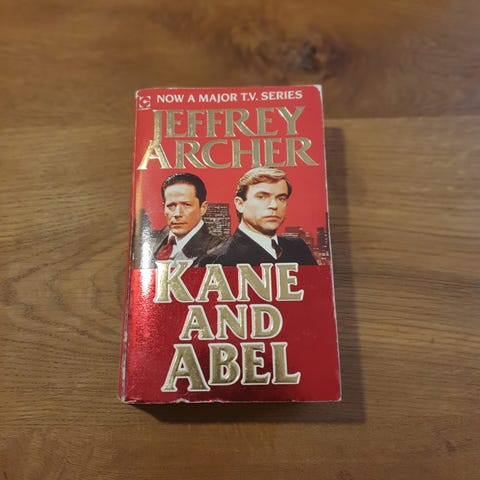 NOW A MAJOR T.V. SERIES
JEFFREY
ARCHER
KANE
AND
ABEL